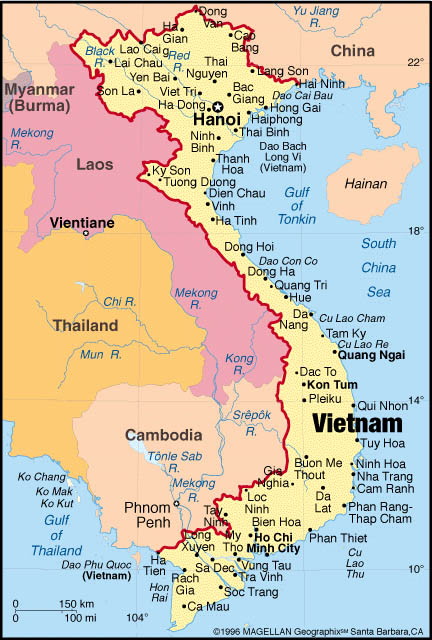 Dong
Van
Yu Jiang
R.
Ha
Gian
Cao
Bang
China
22°
Black
R.
Lao Caig
Red
R.
Lai Chau
Thai
Nguyen
Lang Son
Yen Bai
Hai Ninh
Dao Cai Bau
Myanmar
(Burma)
Son La
Viet Tri
Bac
Giang
Ha Dong
Hong Gai
Hanoi
Haiphong
Mekong
R.
Ninh
Binh
Thai Binh
Dao Bach
Long Vi
(Vietnam)
Laos
Thanh
Hoa
Ky Son
Tuong Duong
Hainan
Dien Chau
Gulf
of
Tonkin
Vinh
Vientiane
Ha Tinh
18°
Dong Hoi
South
China
Sea
Dao Con Co
Dong Ha
Quang Tri
Mekong
R.
Hue
Chi R.
Da
Nang
Cu Lao Cham
Thailand
Tam Ky
Cu Lao Re
Quang Ngai
Mun R.
Kong
R.
Dac To
Kon Tum
Pleiku
14°
Qui Nhon
Srêpôk
R.
Vietnam
Cambodia
Tuy Hoa
Tônle Sab
R.
Buon Me
Thout
Ninh Hoa
Gia
Nghia
Nha Trang
Ko Chang
Mekong
R.
Cam Ranh
Ko Mak
Ko Kut
Loc
Ninh
Da
Lat
Phnom
Penh
Tay
Ninh
Phan Rang-
Thap Cham
Gulf
of
Thailand
Bien Hoa
Phan Thiet
Long
Xuyen
My
Tho
Ho Chi
Minh City
Cu
Lao
Thu
Dao Phu Quoc
(Vietnam)
Ha
Tien
Sa Dec
Vung Tau
10°
Hon
Rai
Rach
Gia
Tra Vinh
Soc Trang
Ca Mau
0
75
150 km
0
75
150 mi
104°
©1996 MAGELLAN Geographix℠ Santa Barbara,CA